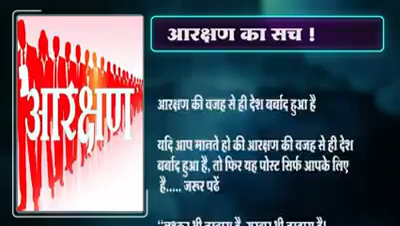 आरक्षण का सच !
आरक्षण
आरक्षण की वजह से ही देश बर्बाद हुआ है
यदि आप मानते हो की आरक्षण की वजह से ही देश
बर्बाद हुआ है, तो फिर यह पोस्ट सिर्फ आपके लिए
है..... जरूर पढें